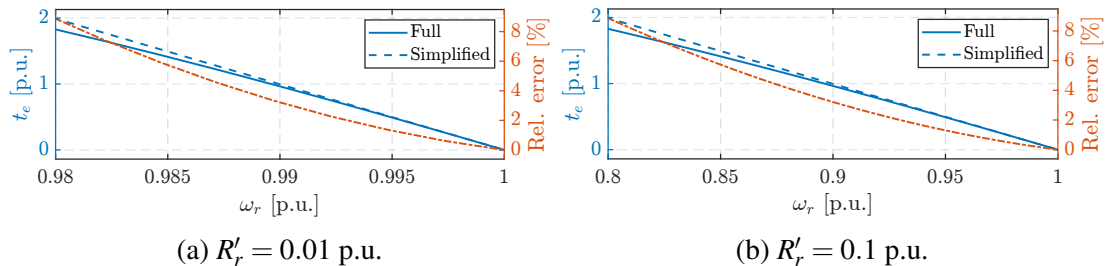 2
1
0
t_e [p.u.]
Full
Simplified
8
6
4
2
0
Rel. error [%]
0.98 0.985 0.99 0.995 1
ω_r [p.u.]
(a) R′_r = 0.01 p.u.
2
1
0
t_e [p.u.]
Full
Simplified
8
6
4
2
0
Rel. error [%]
0.8 0.85 0.9 0.95 1
ω_r [p.u.]
(b) R′_r = 0.1 p.u.